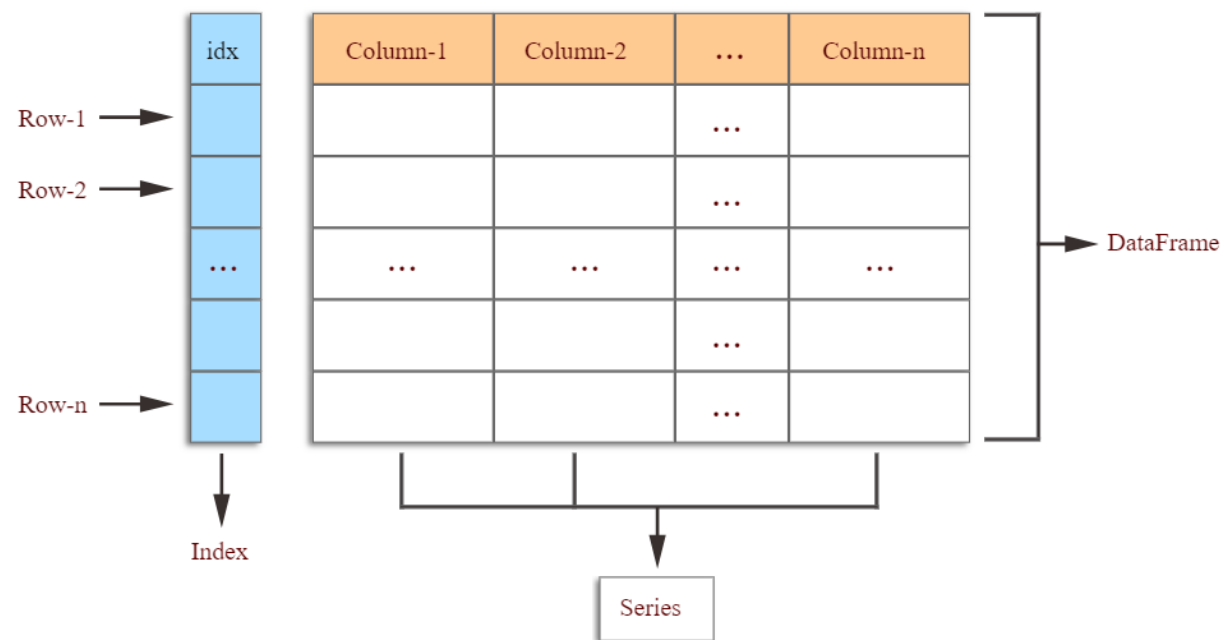 idx Column-1 Column-2 ... Column-n
Row-1 ...
Row-2 ...
... ... ... ... ...
...
Row-n ...
DataFrame
Index
Series